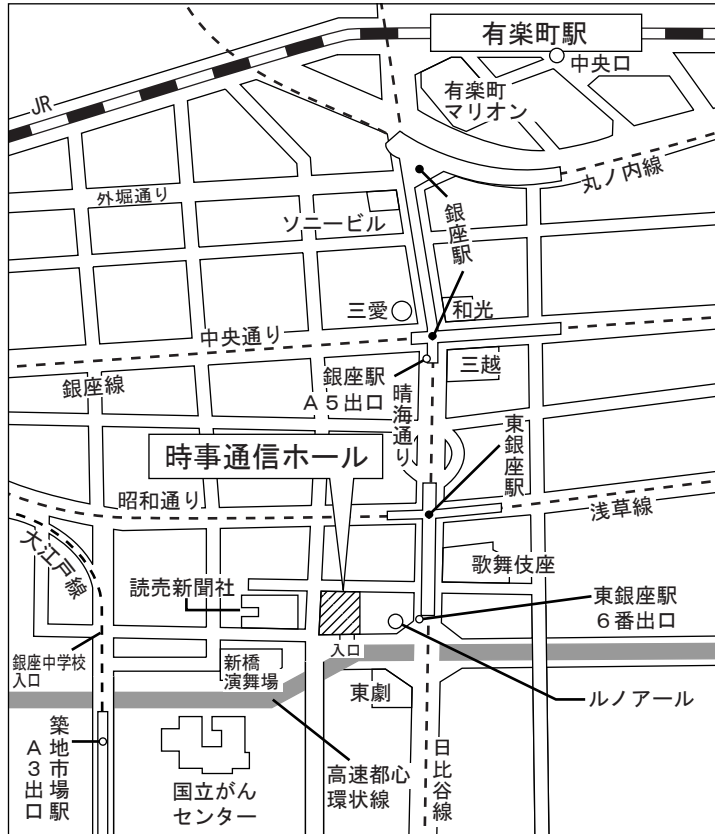 有楽町駅
中央口
JR
有楽町
マリオン
丸ノ内線
外堀通り
ソニービル
銀座駅
三愛
和光
中央通り
銀座線
銀座駅
A5出口
三越
晴海通り
時事通信ホール
東銀座駅
昭和通り
浅草線
大江戸線
歌舞伎座
読売新聞社
東銀座駅
6番出口
入口
銀座中学校
入口
新橋
演舞場
東劇
ルノアール
築地市場駅
A3出口
国立がん
センター
高速都心
環状線
日比谷線